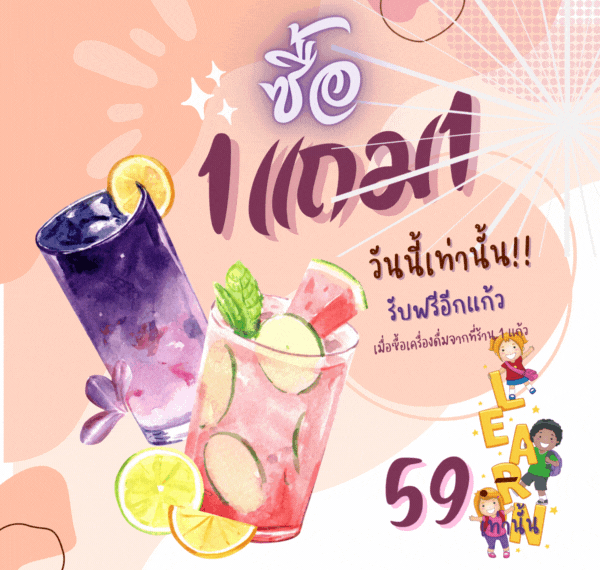 ซื้อ
1 แถม 1
วันนี้เท่านั้น!!
รับฟรีอีกแก้ว
เมื่อซื้อเครื่องดื่มจากที่ร้าน 1 แก้ว
LEARN
59
เท่านั้น